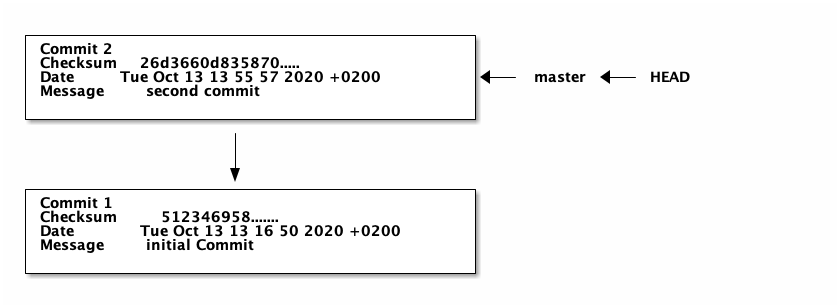 Commit 2
Checksum 26d3660d835870.....
Date Tue Oct 13 13 55 57 2020 +0200
Message second commit
master
HEAD
Commit 1
Checksum 512346958.......
Date Tue Oct 13 13 16 50 2020 +0200
Message initial Commit